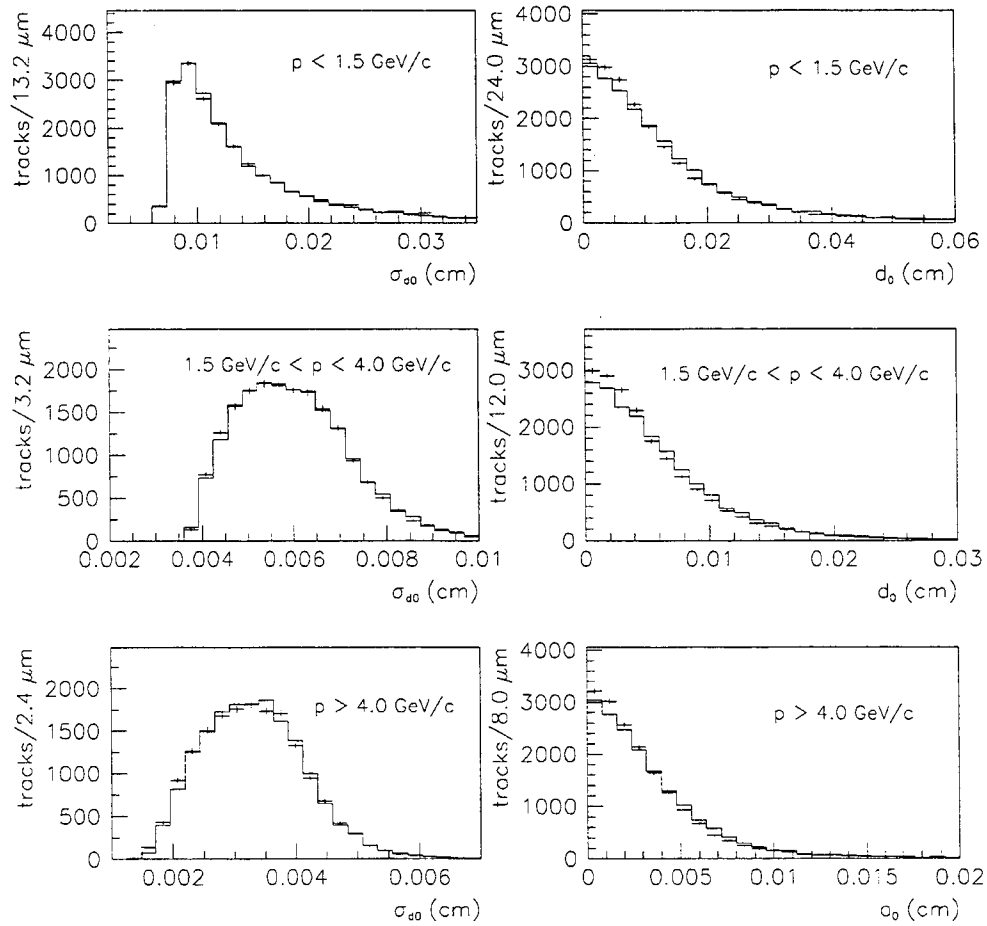 tracks/13.2 μm
4000
3000
2000
1000
0
p < 1.5 GeV/c
0.01
0.02
0.03
σd0 (cm)
tracks/24.0 μm
4000
3000
2000
1000
0
p < 1.5 GeV/c
0
0.02
0.04
0.06
d0 (cm)
tracks/3.2 μm
2000
1500
1000
500
0
1.5 GeV/c < p < 4.0 GeV/c
0.002
0.004
0.006
0.008
0.01
σd0 (cm)
tracks/12.0 μm
3000
2000
1000
0
1.5 GeV/c < p < 4.0 GeV/c
0
0.01
0.02
0.03
d0 (cm)
tracks/2.4 μm
2000
1500
1000
500
0
p > 4.0 GeV/c
0.002
0.004
0.006
σd0 (cm)
tracks/8.0 μm
4000
3000
2000
1000
0
p > 4.0 GeV/c
0
0.005
0.01
0.015
0.02
d0 (cm)